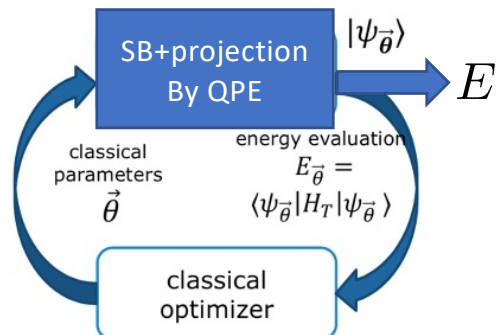 SB+projection
By QPE
|ψ_θ⃗⟩
E
energy evaluation
E_θ⃗ =
⟨ψ_θ⃗|H_T|ψ_θ⃗⟩
classical
parameters
θ⃗
classical
optimizer